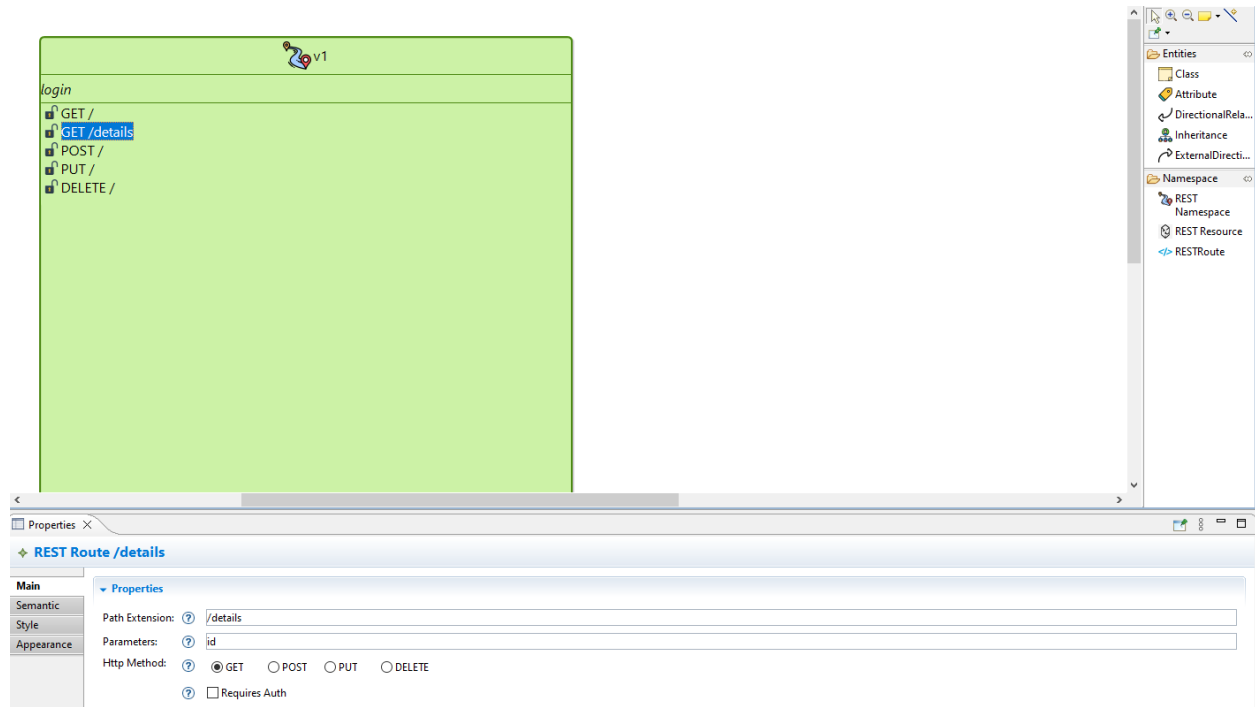 v1
login
GET /
GET /details
POST /
PUT /
DELETE /
Entities
Class
Attribute
DirectionalRela...
Inheritance
ExternalDirecti...
Namespace
REST
Namespace
REST Resource
RESTRoute
Properties
REST Route /details
Main
Semantic
Style
Appearance
Properties
Path Extension: /details
Parameters: id
Http Method: GET POST PUT DELETE
Requires Auth